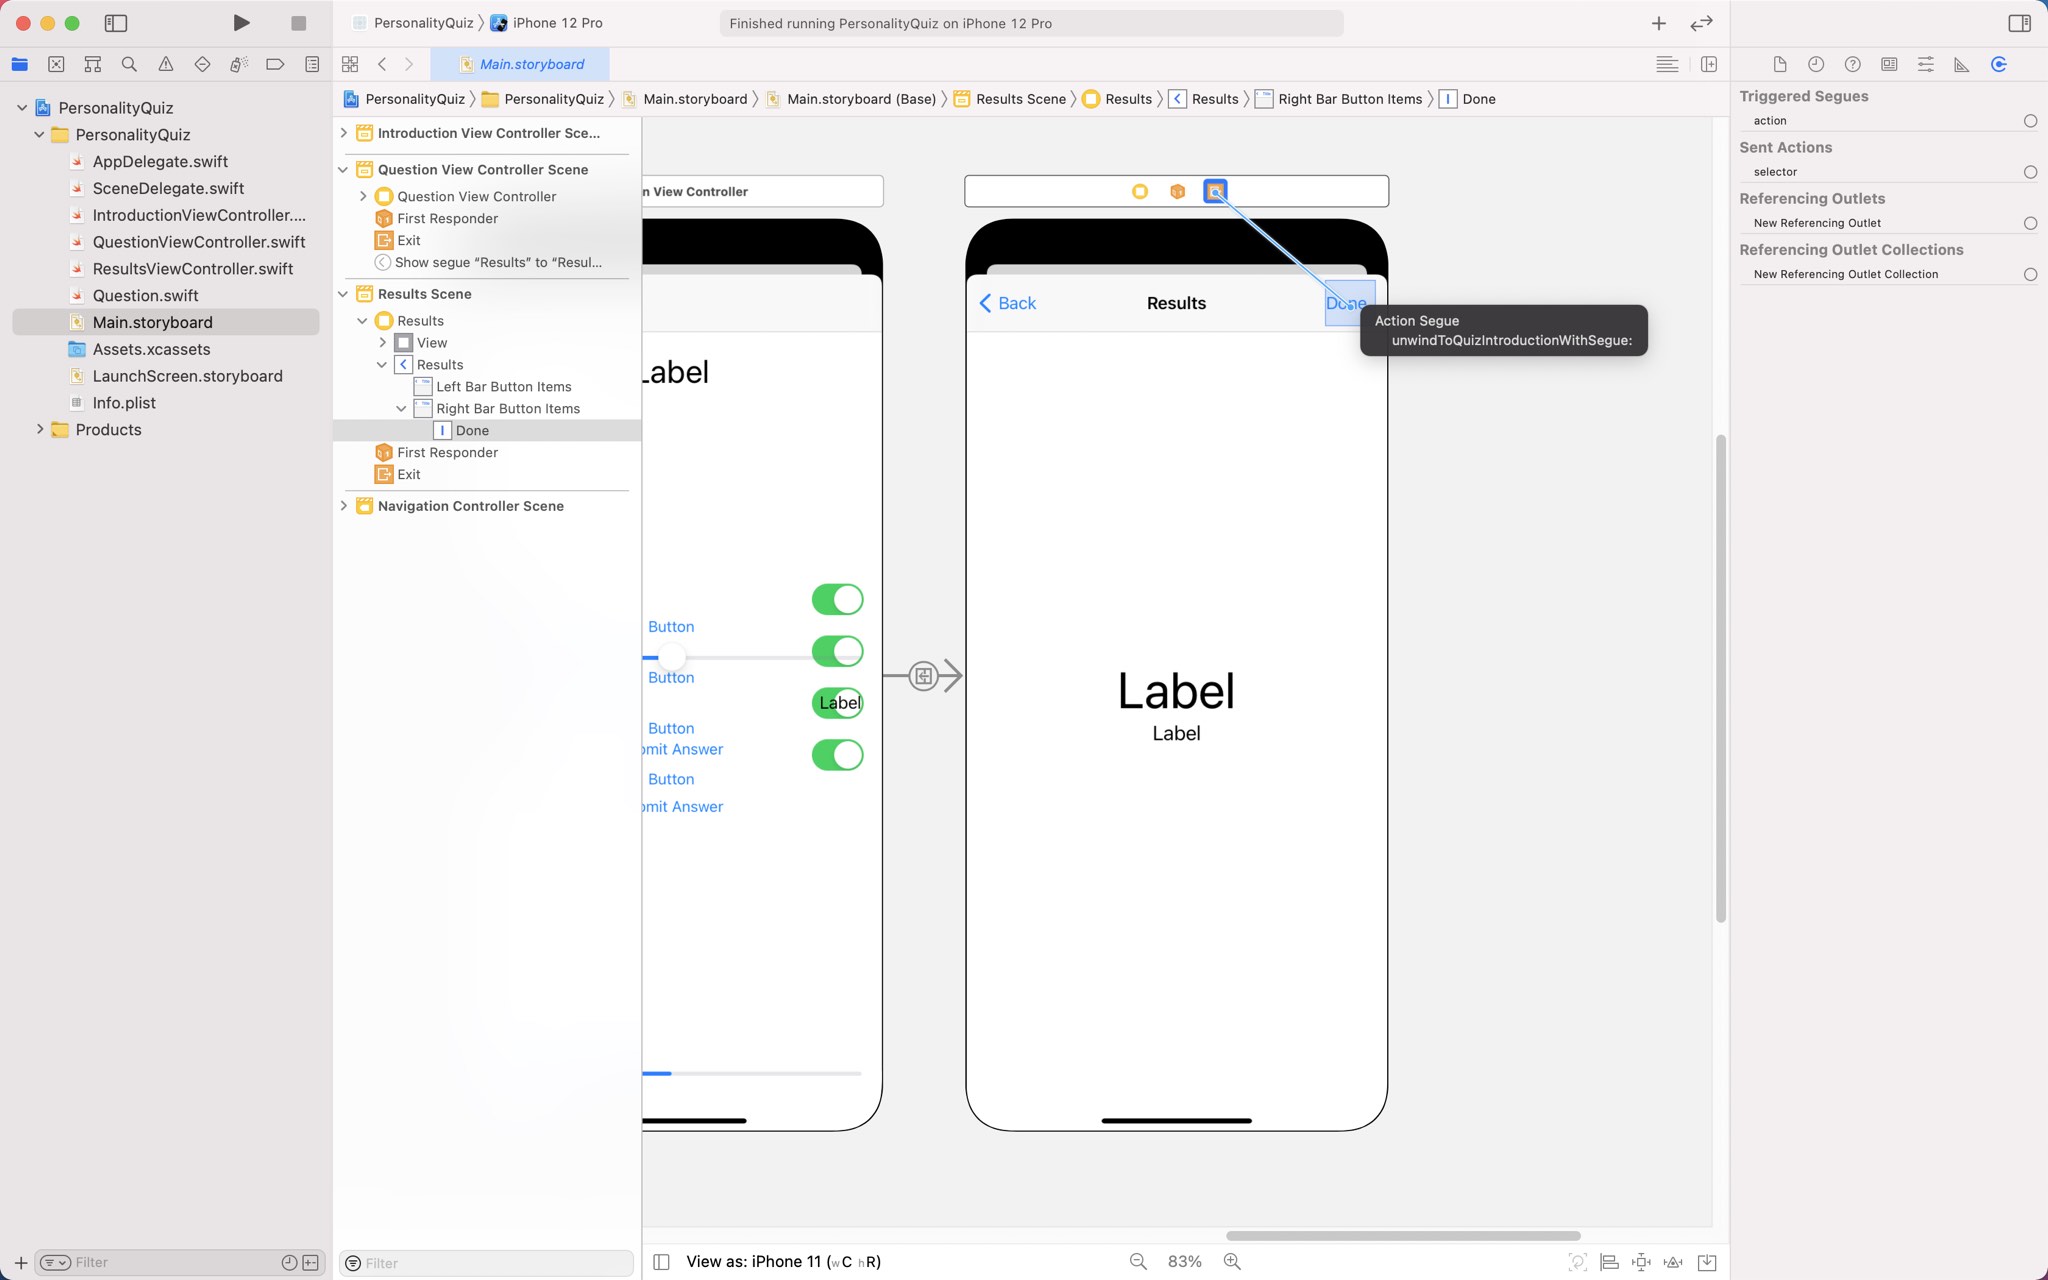 PersonalityQuiz 〉 iPhone 12 Pro
Finished running PersonalityQuiz on iPhone 12 Pro
Main.storyboard
PersonalityQuiz 〉 PersonalityQuiz 〉 Main.storyboard 〉 Main.storyboard (Base) 〉 Results Scene 〉 Results 〉 Results 〉 Right Bar Button Items 〉 Done
PersonalityQuiz
PersonalityQuiz
AppDelegate.swift
SceneDelegate.swift
IntroductionViewController....
QuestionViewController.swift
ResultsViewController.swift
Question.swift
Main.storyboard
Assets.xcassets
LaunchScreen.storyboard
Info.plist
Products
Filter
Introduction View Controller Sce...
Question View Controller Scene
Question View Controller
First Responder
Exit
Show segue “Results” to “Resul...
Results Scene
Results
View
Results
Left Bar Button Items
Right Bar Button Items
Done
First Responder
Exit
Navigation Controller Scene
Filter
n View Controller
Label
Button
Button
Label
Button
mit Answer
Button
mit Answer
Back
Results
Done
Action Segue
unwindToQuizIntroductionWithSegue:
Label
Label
View as: iPhone 11 (wC hR)
83%
Triggered Segues
action
Sent Actions
selector
Referencing Outlets
New Referencing Outlet
Referencing Outlet Collections
New Referencing Outlet Collection